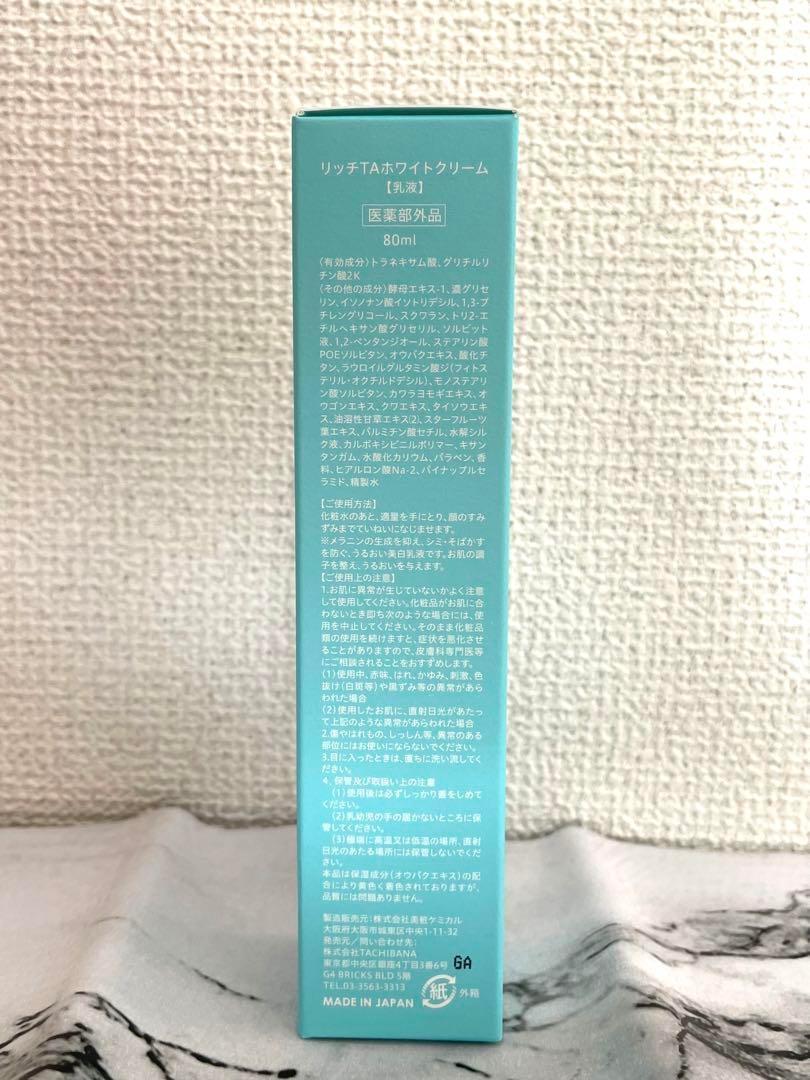 リッチTAホワイトクリーム
【乳液】
医薬部外品
80ml
〈有効成分〉トラネキサム酸、グリチルリ
チン酸2K
〈その他の成分〉酵母エキス-1、濃グリセ
リン、イソノナン酸イソトリデシル、1,3-ブ
チレングリコール、スクワラン、トリ2-エ
チルヘキサン酸グリセリル、ソルビット
液、1,2-ペンタンジオール、ステアリン酸
POEソルビタン、オウバクエキス、酸化チ
タン、ラウロイルグルタミン酸ジ(フィトス
テリル・オクチルドデシル)、モノステアリ
ン酸ソルビタン、カワラヨモギエキス、オ
ウゴンエキス、クワエキス、タイソウエキ
ス、油溶性甘草エキス(2)、スターフルーツ
葉エキス、パルミチン酸セチル、水解シル
ク液、カルボキシビニルポリマー、キサン
タンガム、水酸化カリウム、パラベン、香
料、ヒアルロン酸Na-2、パイナップルセ
ラミド、精製水
【ご使用方法】
化粧水のあと、適量を手にとり、顔のすみ
ずみまでていねいになじませます。
※メラニンの生成を抑え、シミ・そばかす
を防ぐ、うるおい美白乳液です。お肌の調
子を整え、うるおいを与えます。
【ご使用上の注意】
1.お肌に異常が生じていないかよく注意
して使用してください。化粧品がお肌に合
わないとき即ち次のような場合には、使
用を中止してください。そのまま化粧品
類の使用を続けますと、症状を悪化させ
ることがありますので、皮膚科専門医等
にご相談されることをおすすめします。
(1)使用中、赤味、はれ、かゆみ、刺激、色
抜け(白斑等)や黒ずみ等の異常があら
われた場合
(2)使用したお肌に、直射日光があたっ
て上記のような異常があらわれた場合
2.傷やはれもの、しっしん等、異常のある
部位にはお使いにならないでください。
3.目に入ったときは、直ちに洗い流してく
ださい。
4.保管及び取扱い上の注意
(1)使用後は必ずしっかり蓋をしめて
ください。
(2)乳幼児の手の届かないところに保
管してください。
(3)極端に高温又は低温の場所、直射
日光のあたる場所には保管しないでくだ
さい。
本品は保湿成分(オウバクエキス)の配
合により黄色く着色されておりますが、
品質には問題ありません。
製造販売元:株式会社美粧ケミカル
大阪府大阪市城東区中央1-11-32
発売元/問い合わせ先:
株式会社TACHIBANA
東京都中央区銀座4丁目3番6号 GA
G4 BRICKS BLD 5階
TEL.03-3563-3313
MADE IN JAPAN 紙 外箱